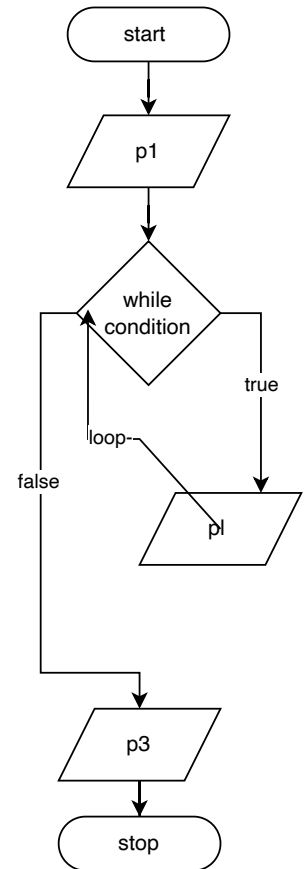 start
p1
while
condition
true
loop-
false
pl
p3
stop